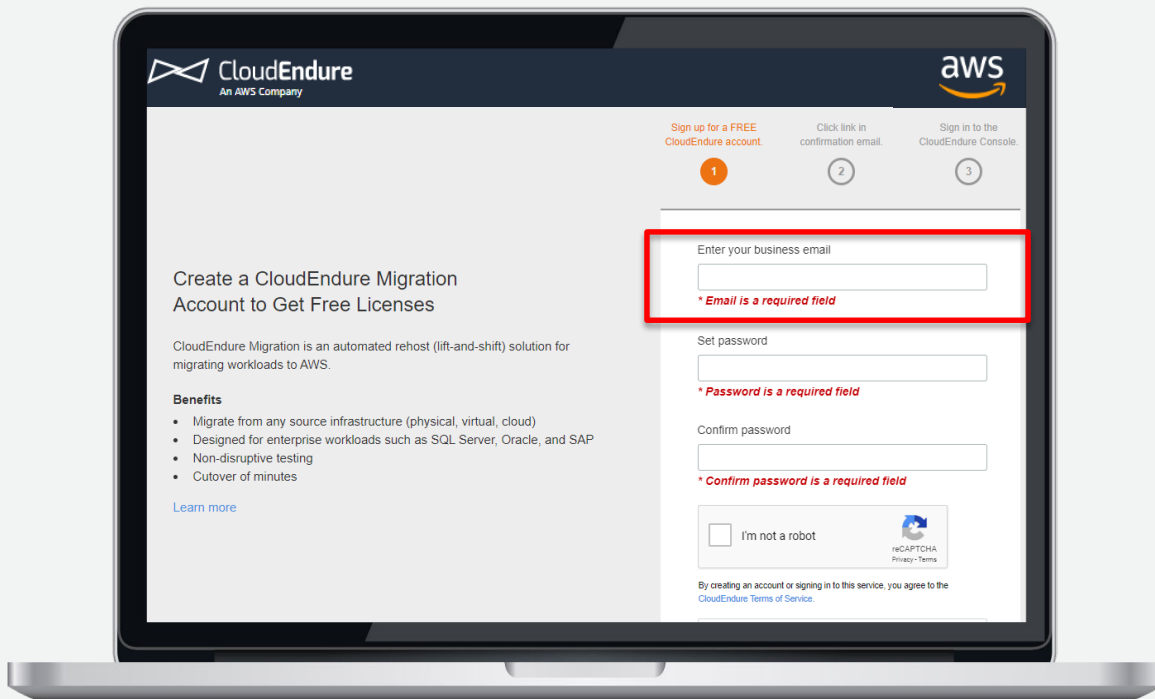 CloudEndure
An AWS Company
aws
Sign up for a FREE
CloudEndure account.
1
Click link in
confirmation email.
2
Sign in to the
CloudEndure Console.
3
Create a CloudEndure Migration
Account to Get Free Licenses
CloudEndure Migration is an automated rehost (lift-and-shift) solution for
migrating workloads to AWS.
Benefits
• Migrate from any source infrastructure (physical, virtual, cloud)
• Designed for enterprise workloads such as SQL Server, Oracle, and SAP
• Non-disruptive testing
• Cutover of minutes
Learn more
Enter your business email
* Email is a required field
Set password
* Password is a required field
Confirm password
* Confirm password is a required field
I'm not a robot
reCAPTCHA
Privacy - Terms
By creating an account or signing in to this service, you agree to the
CloudEndure Terms of Service.